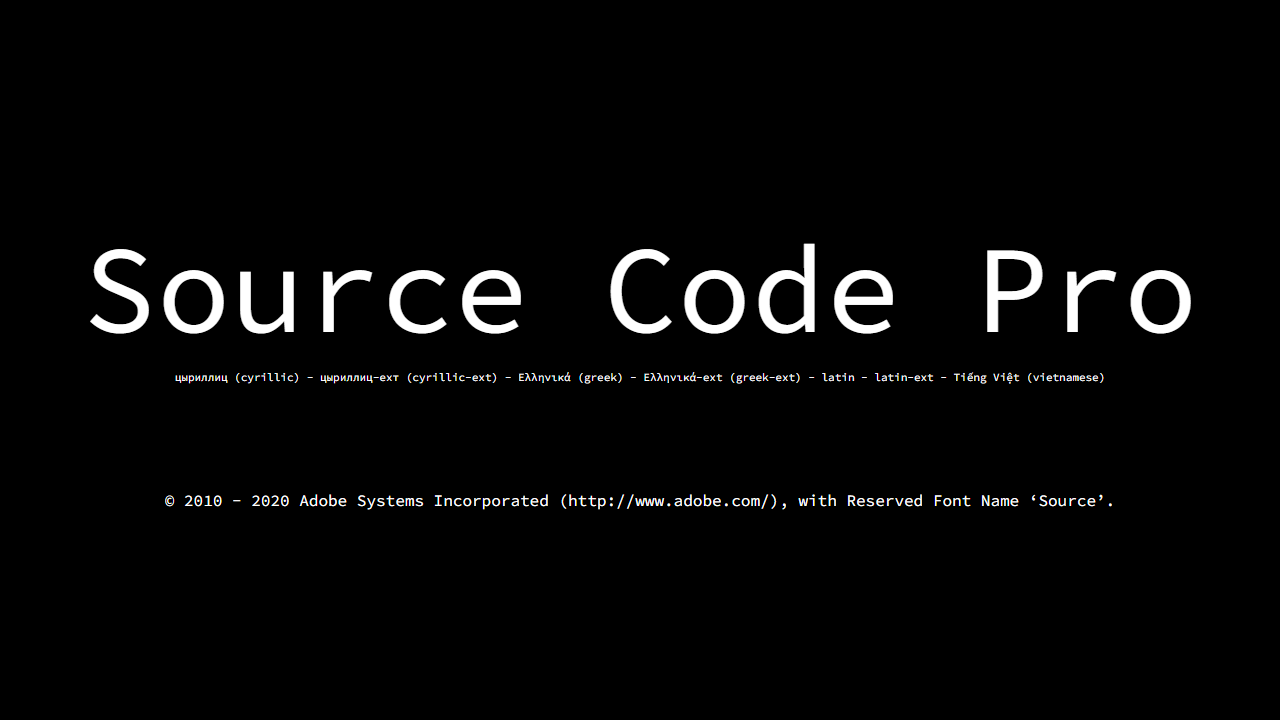 Source Code Pro
цыриллиц (cyrillic) – цыриллиц-ехт (cyrillic-ext) – Ελληνικά (greek) – Ελληνικά-ext (greek-ext) – latin – latin-ext – Tiếng Việt (vietnamese)
© 2010 – 2020 Adobe Systems Incorporated (http://www.adobe.com/), with Reserved Font Name ‘Source’.